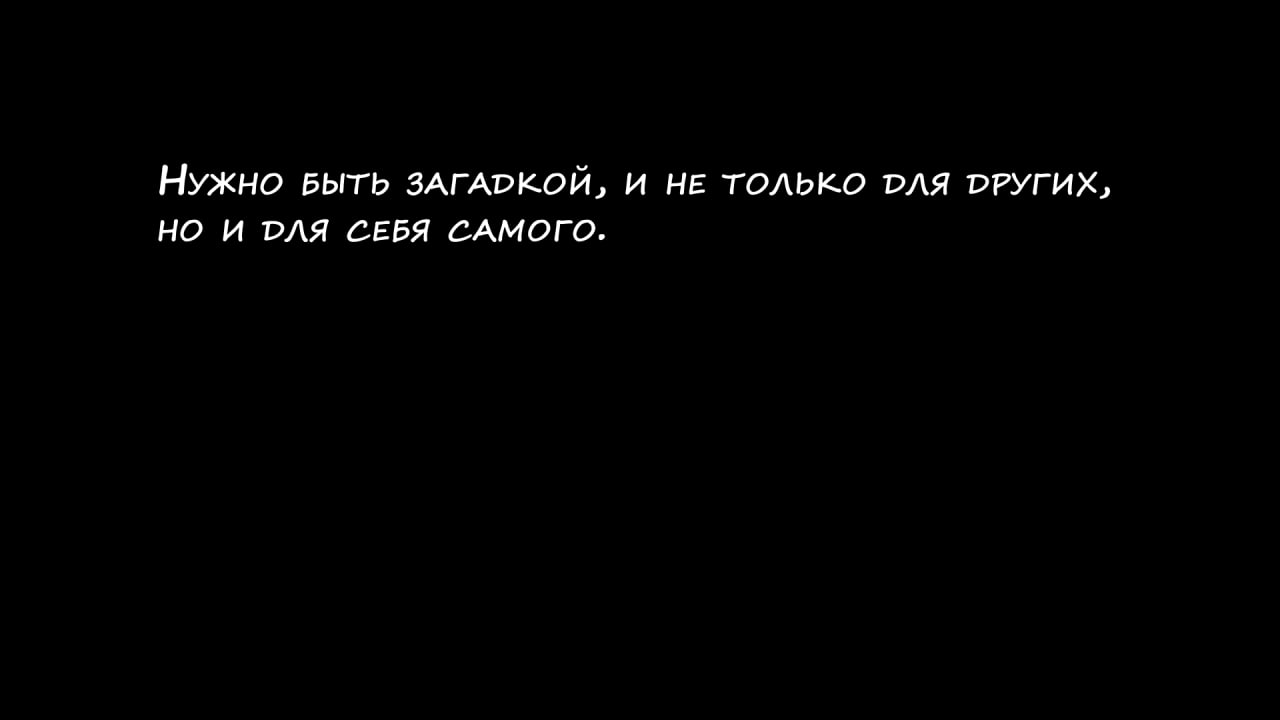 Нужно быть загадкой, и не только для других,
но и для себя самого.